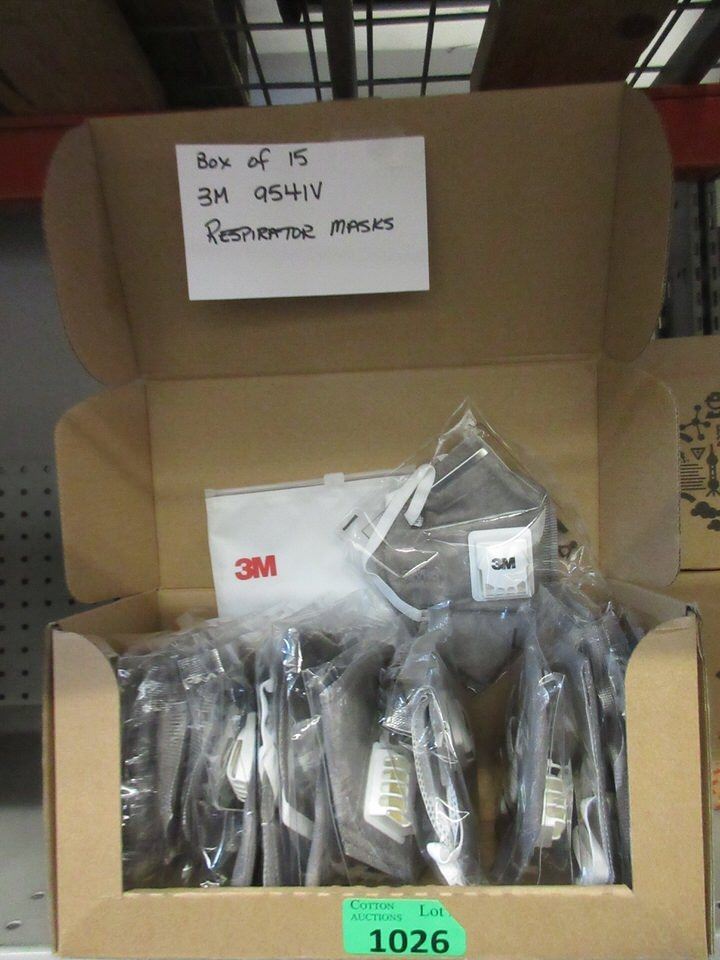 Box of 15
3M 9541V
RESPIRATOR MASKS
3M
3M
COTTON
AUCTIONS Lot
1026